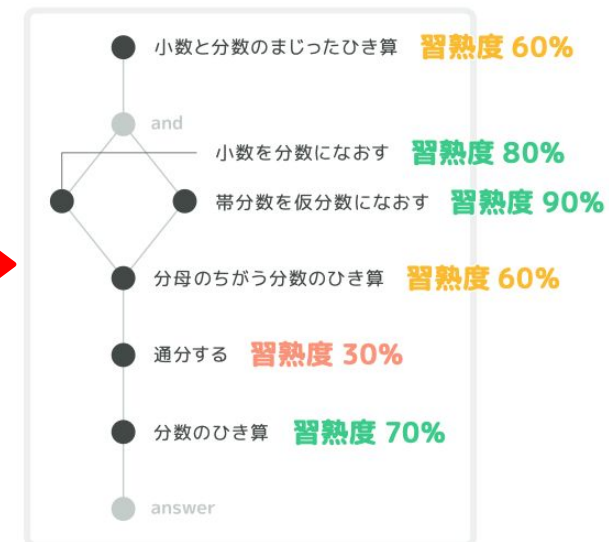 小数と分数のまじったひき算 習熟度 60%
and
小数を分数になおす 習熟度 80%
帯分数を仮分数になおす 習熟度 90%
分母のちがう分数のひき算 習熟度 60%
通分する 習熟度 30%
分数のひき算 習熟度 70%
answer